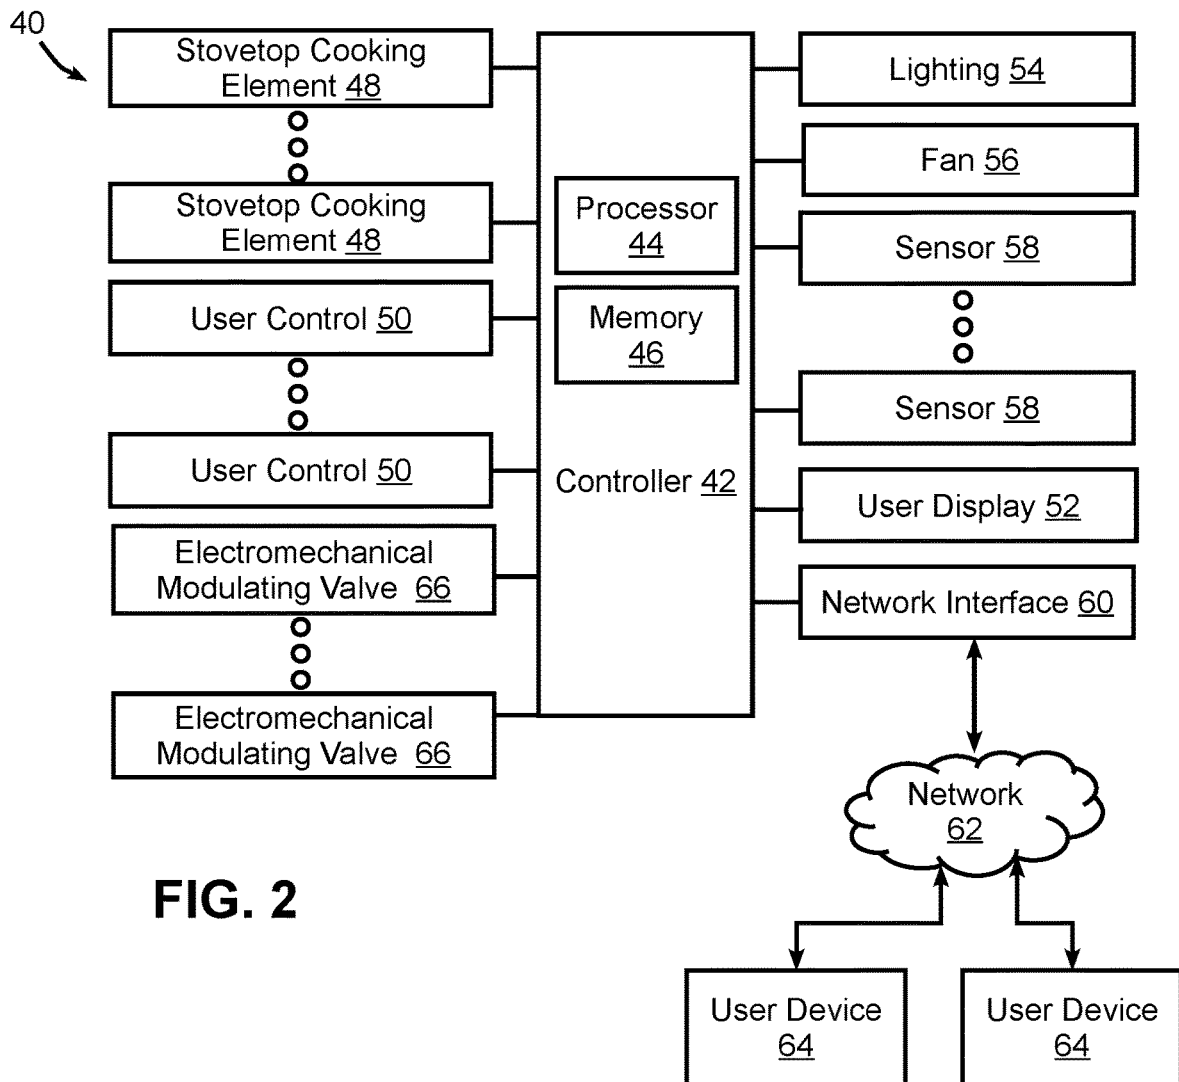 40
Stovetop Cooking
Element 48
Stovetop Cooking
Element 48
User Control 50
User Control 50
Electromechanical
Modulating Valve 66
Electromechanical
Modulating Valve 66
Processor
44
Memory
46
Controller 42
Lighting 54
Fan 56
Sensor 58
Sensor 58
User Display 52
Network Interface 60
Network
62
User Device
64
User Device
64
FIG. 2